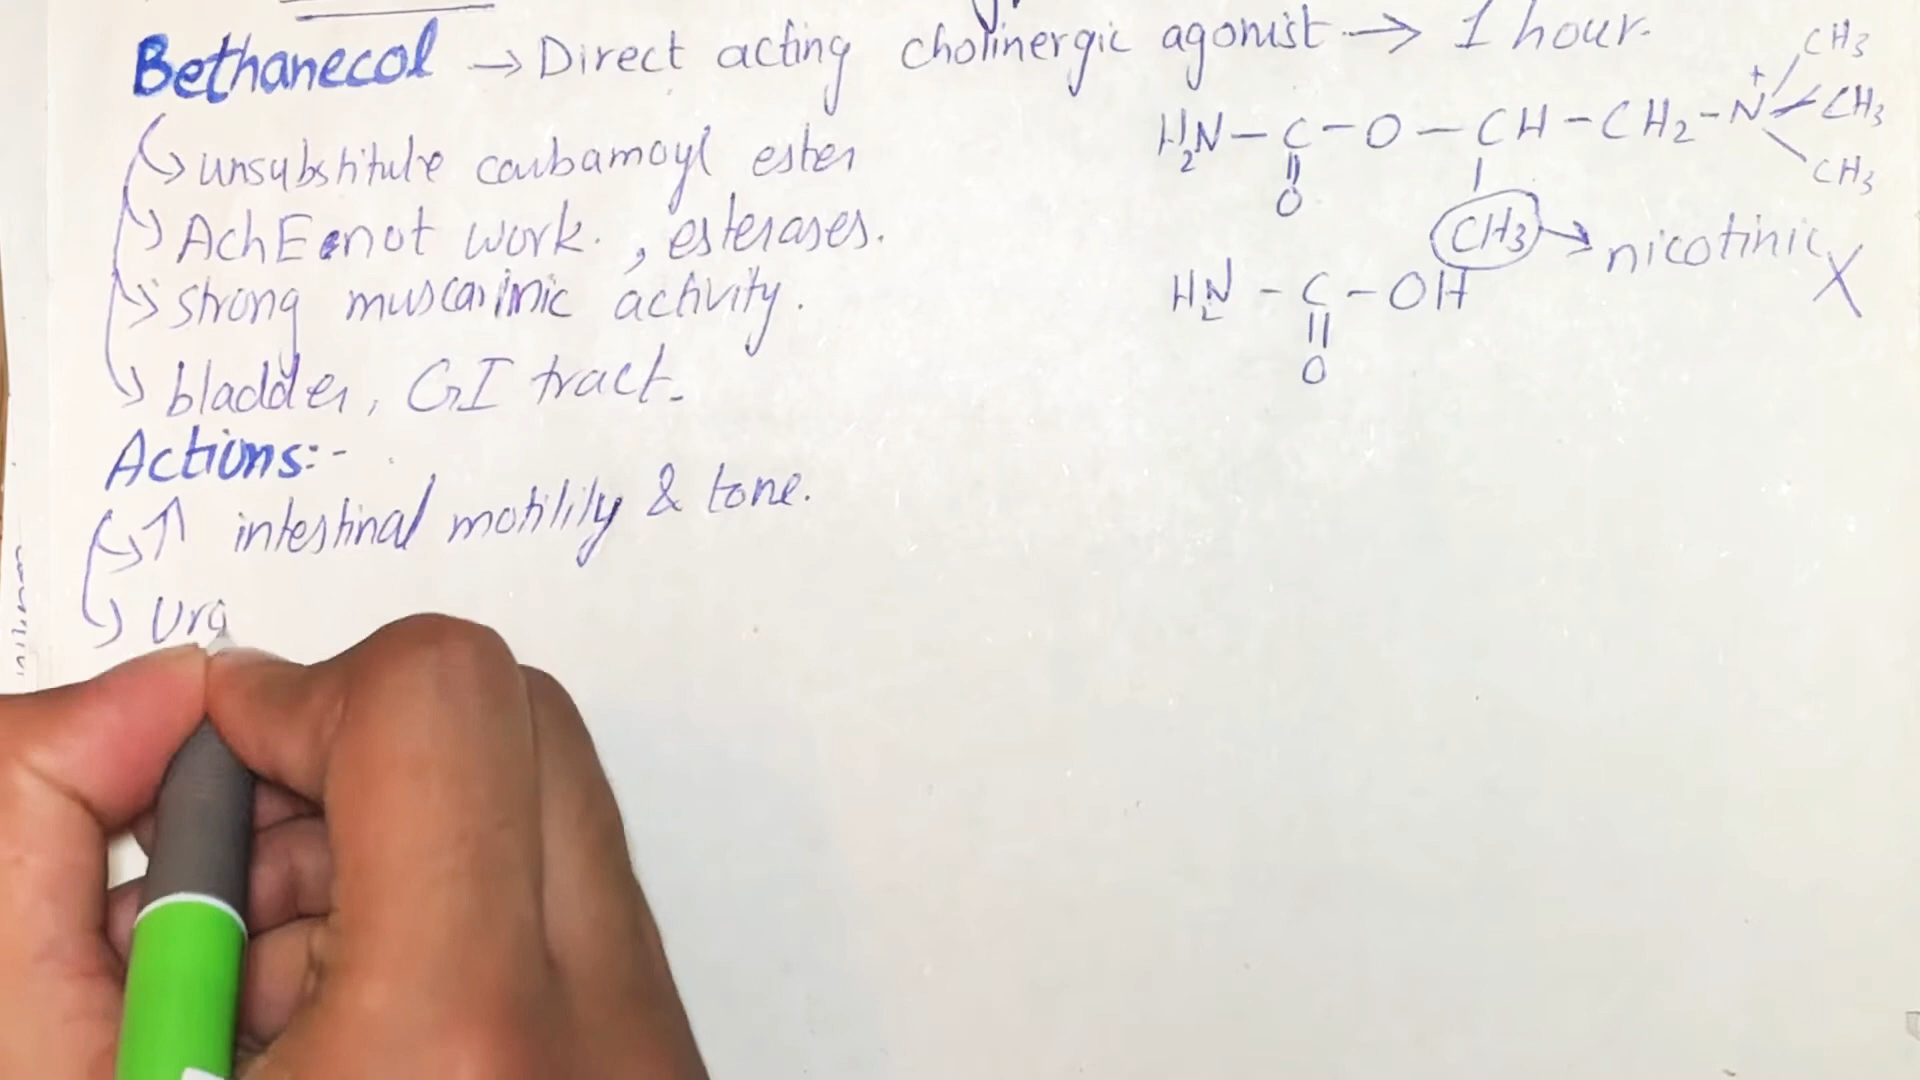 Bethanecol → Direct acting cholinergic agonist → 1 hour.
unsubstitute carbamoyl ester
AchE not work. , esterases.
strong muscarinic activity.
bladder, GI tract.
H2N - C - O - CH - CH2 - N+ CH3 CH3 CH3
O
CH3 → nicotinic X
H2N - C - OH
O
Actions:-
↑ intestinal motility & tone.
Ura